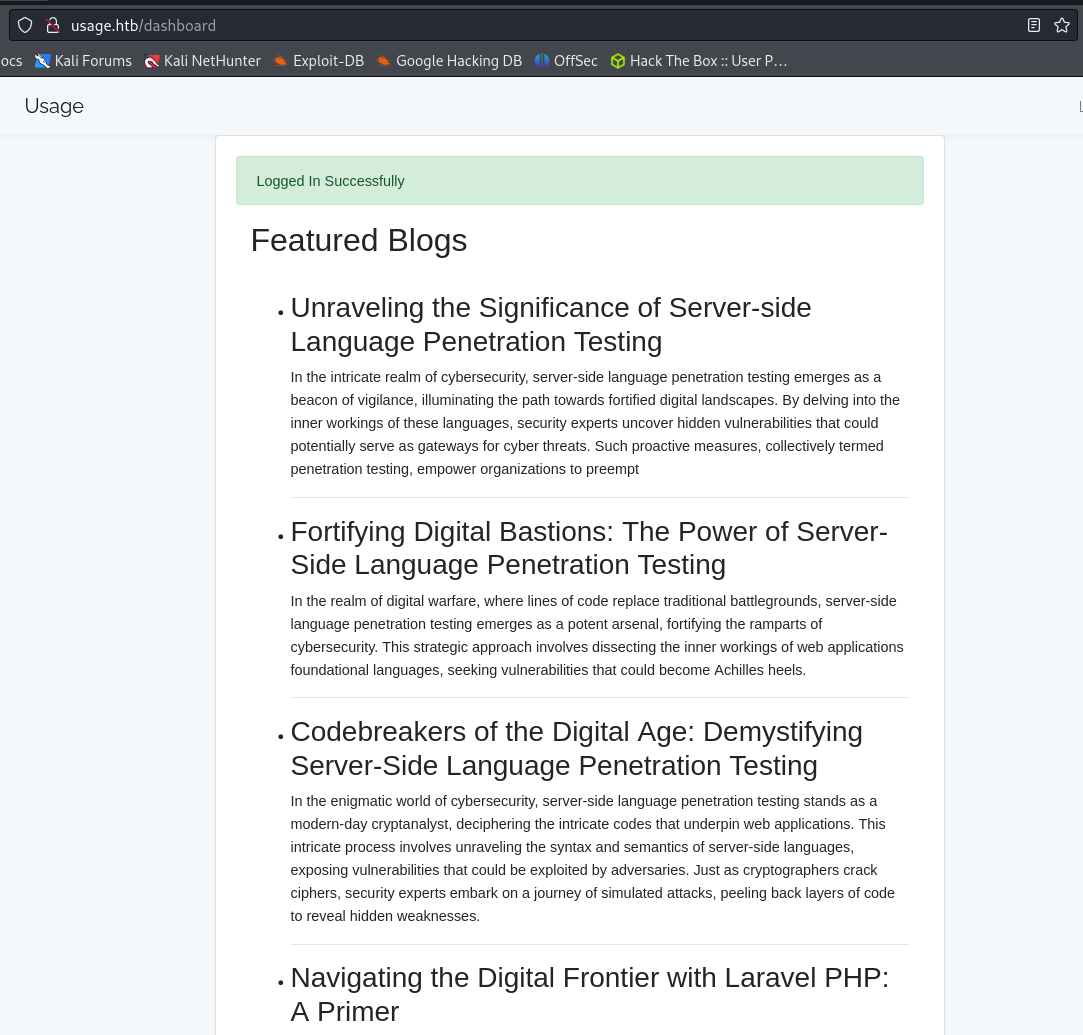 usage.htb/dashboard
ocs Kali Forums Kali NetHunter Exploit-DB Google Hacking DB OffSec Hack The Box :: User P…
Usage
Logged In Successfully
Featured Blogs
• Unraveling the Significance of Server-side
Language Penetration Testing
In the intricate realm of cybersecurity, server-side language penetration testing emerges as a
beacon of vigilance, illuminating the path towards fortified digital landscapes. By delving into the
inner workings of these languages, security experts uncover hidden vulnerabilities that could
potentially serve as gateways for cyber threats. Such proactive measures, collectively termed
penetration testing, empower organizations to preempt
• Fortifying Digital Bastions: The Power of Server-
Side Language Penetration Testing
In the realm of digital warfare, where lines of code replace traditional battlegrounds, server-side
language penetration testing emerges as a potent arsenal, fortifying the ramparts of
cybersecurity. This strategic approach involves dissecting the inner workings of web applications
foundational languages, seeking vulnerabilities that could become Achilles heels.
• Codebreakers of the Digital Age: Demystifying
Server-Side Language Penetration Testing
In the enigmatic world of cybersecurity, server-side language penetration testing stands as a
modern-day cryptanalyst, deciphering the intricate codes that underpin web applications. This
intricate process involves unraveling the syntax and semantics of server-side languages,
exposing vulnerabilities that could be exploited by adversaries. Just as cryptographers crack
ciphers, security experts embark on a journey of simulated attacks, peeling back layers of code
to reveal hidden weaknesses.
• Navigating the Digital Frontier with Laravel PHP:
A Primer